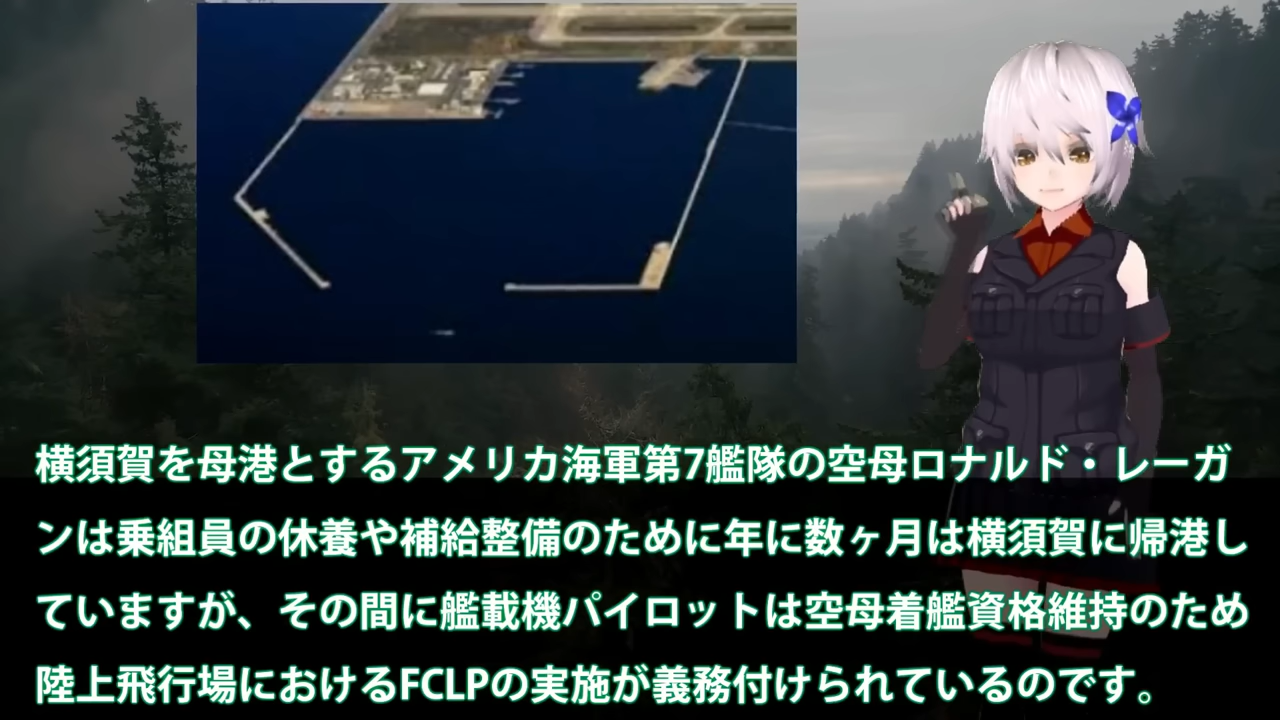 横須賀を母港とするアメリカ海軍第7艦隊の空母ロナルド・レーガ
ンは乗組員の休養や補給整備のために年に数ヶ月は横須賀に帰港し
ていますが、その間に艦載機パイロットは空母着艦資格維持のため
陸上飛行場におけるFCLPの実施が義務付けられているのです。